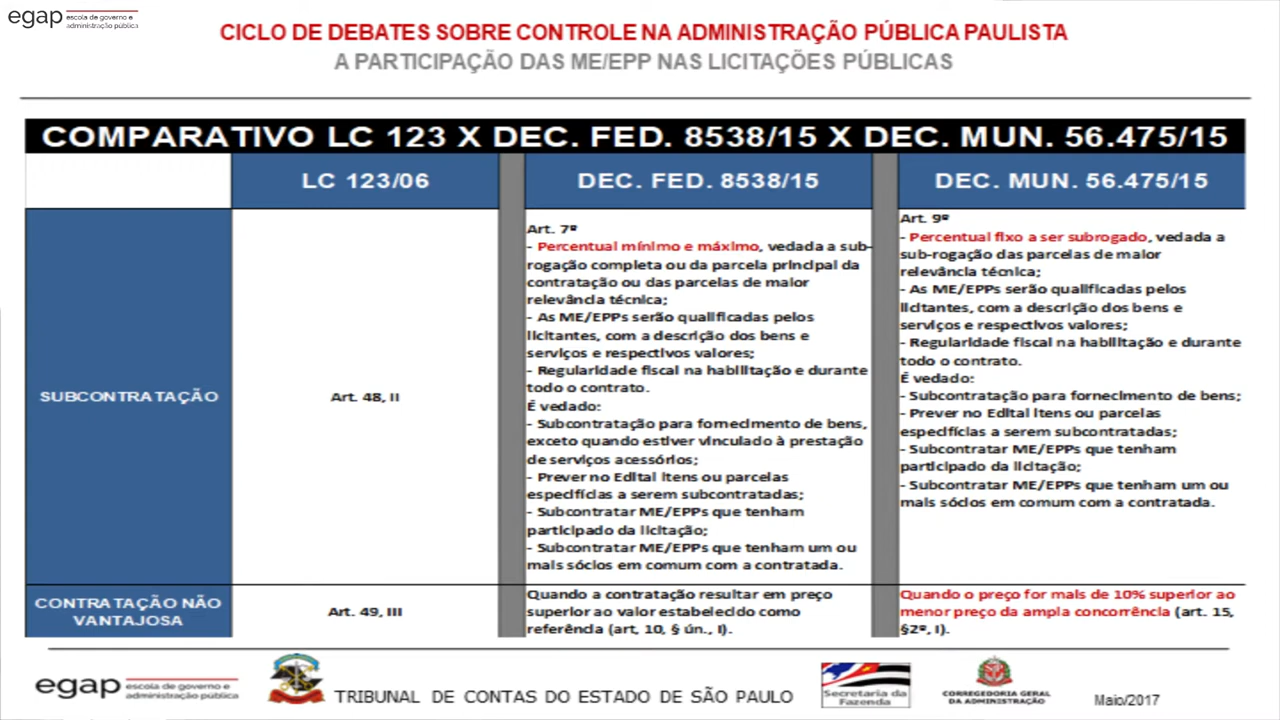 egap escola de governo e
administração pública
CICLO DE DEBATES SOBRE CONTROLE NA ADMINISTRAÇÃO PÚBLICA PAULISTA
A PARTICIPAÇÃO DAS ME/EPP NAS LICITAÇÕES PÚBLICAS
COMPARATIVO LC 123 X DEC. FED. 8538/15 X DEC. MUN. 56.475/15
LC 123/06
DEC. FED. 8538/15
DEC. MUN. 56.475/15
SUBCONTRATAÇÃO
Art. 48, II
Art. 7º
- Percentual mínimo e máximo, vedada a sub-
rogação completa ou da parcela principal da
contratação ou das parcelas de maior
relevância técnica;
- As ME/EPPs serão qualificadas pelos
licitantes, com a descrição dos bens e
serviços e respectivos valores;
- Regularidade fiscal na habilitação e durante
todo o contrato.
É vedado:
- Subcontratação para fornecimento de bens,
exceto quando estiver vinculado à prestação
de serviços acessórios;
- Prever no Edital itens ou parcelas
especifícias a serem subcontratadas;
- Subcontratar ME/EPPs que tenham
participado da licitação;
- Subcontratar ME/EPPs que tenham um ou
mais sócios em comum com a contratada.
Art. 9º
- Percentual fixo a ser subrogado, vedada a
sub-rogação das parcelas de maior
relevância técnica;
- As ME/EPPs serão qualificadas pelos
licitantes, com a descrição dos bens e
serviços e respectivos valores;
- Regularidade fiscal na habilitação e durante
todo o contrato.
É vedado:
- Subcontratação para fornecimento de bens;
- Prever no Edital itens ou parcelas
especifícias a serem subcontratadas;
- Subcontratar ME/EPPs que tenham
participado da licitação;
- Subcontratar ME/EPPs que tenham um ou
mais sócios em comum com a contratada.
CONTRATAÇÃO NÃO
VANTAJOSA
Art. 49, III
Quando a contratação resultar em preço
superior ao valor estabelecido como
referência (art, 10, § ún., I).
Quando o preço for mais de 10% superior ao
menor preço da ampla concorrência (art. 15,
§2º, I).
egap escola de governo e
administração pública
TRIBUNAL DE CONTAS DO ESTADO DE SÃO PAULO
Secretaria da
Fazenda
CORREGEDORIA GERAL
DA ADMINISTRAÇÃO
Maio/2017